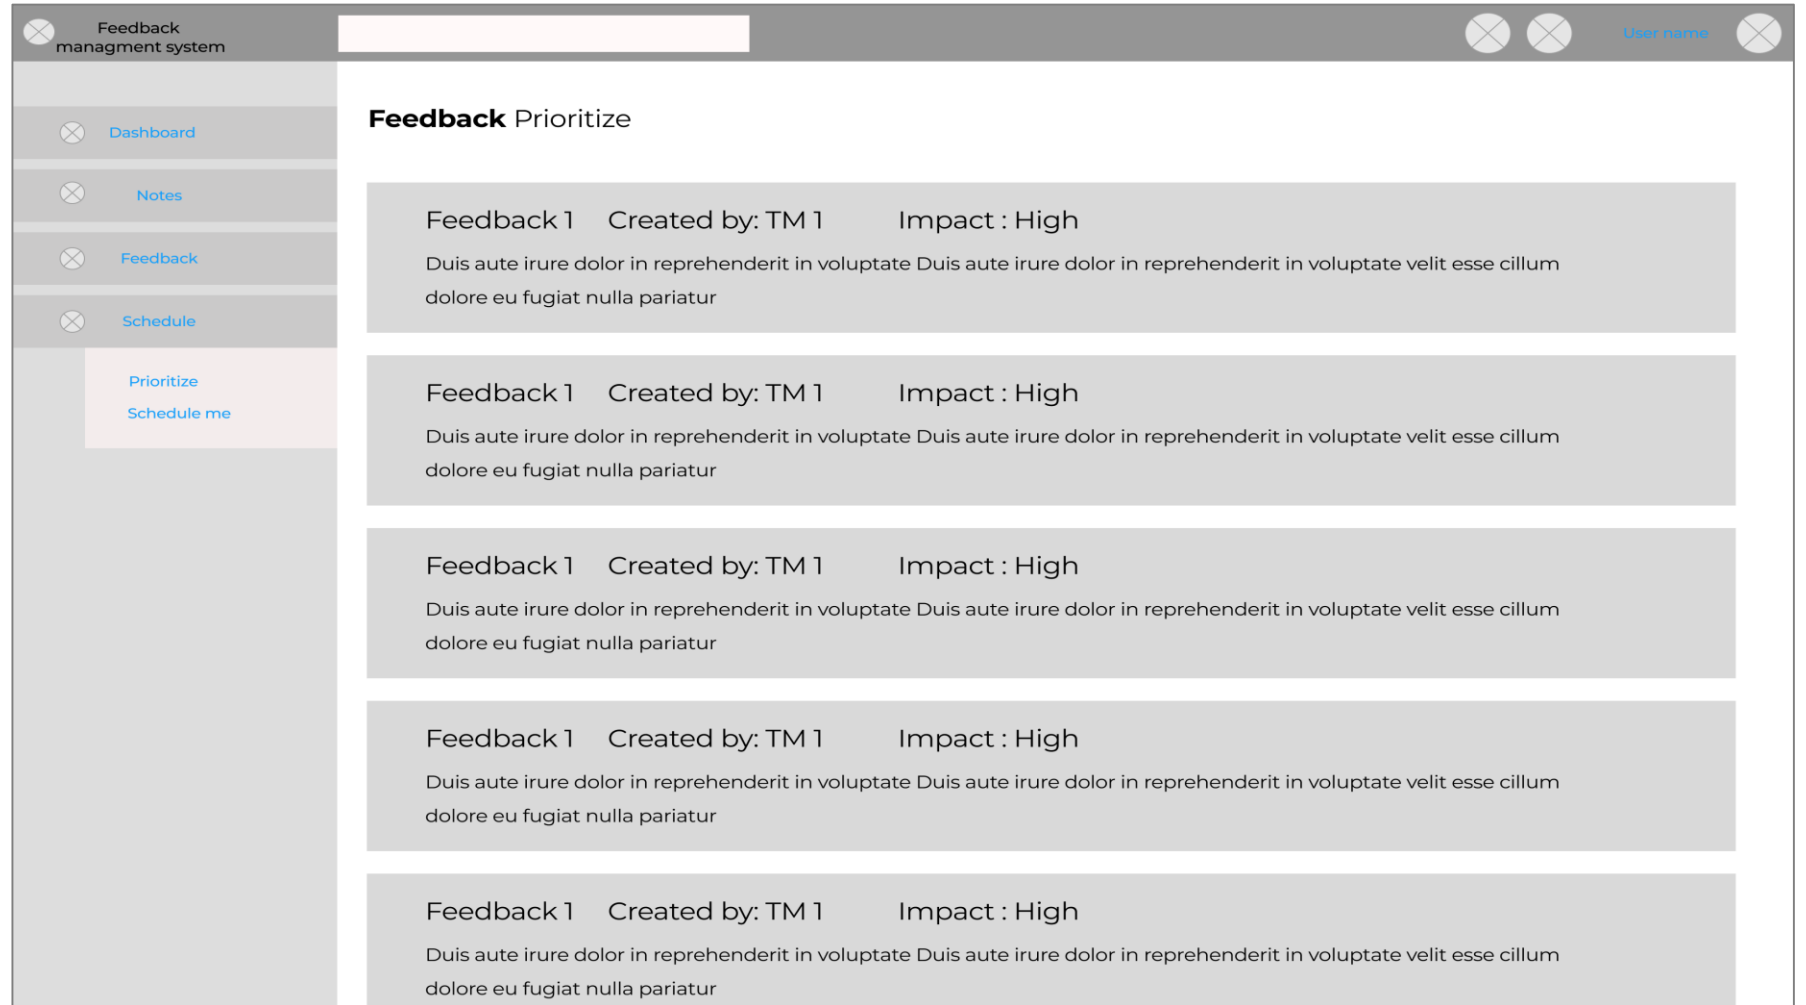 Feedback
managment system
User name
Dashboard
Notes
Feedback
Schedule
Prioritize
Schedule me
Feedback Prioritize
Feedback 1 Created by: TM 1 Impact : High
Duis aute irure dolor in reprehenderit in voluptate Duis aute irure dolor in reprehenderit in voluptate velit esse cillum
dolore eu fugiat nulla pariatur
Feedback 1 Created by: TM 1 Impact : High
Duis aute irure dolor in reprehenderit in voluptate Duis aute irure dolor in reprehenderit in voluptate velit esse cillum
dolore eu fugiat nulla pariatur
Feedback 1 Created by: TM 1 Impact : High
Duis aute irure dolor in reprehenderit in voluptate Duis aute irure dolor in reprehenderit in voluptate velit esse cillum
dolore eu fugiat nulla pariatur
Feedback 1 Created by: TM 1 Impact : High
Duis aute irure dolor in reprehenderit in voluptate Duis aute irure dolor in reprehenderit in voluptate velit esse cillum
dolore eu fugiat nulla pariatur
Feedback 1 Created by: TM 1 Impact : High
Duis aute irure dolor in reprehenderit in voluptate Duis aute irure dolor in reprehenderit in voluptate velit esse cillum
dolore eu fugiat nulla pariatur